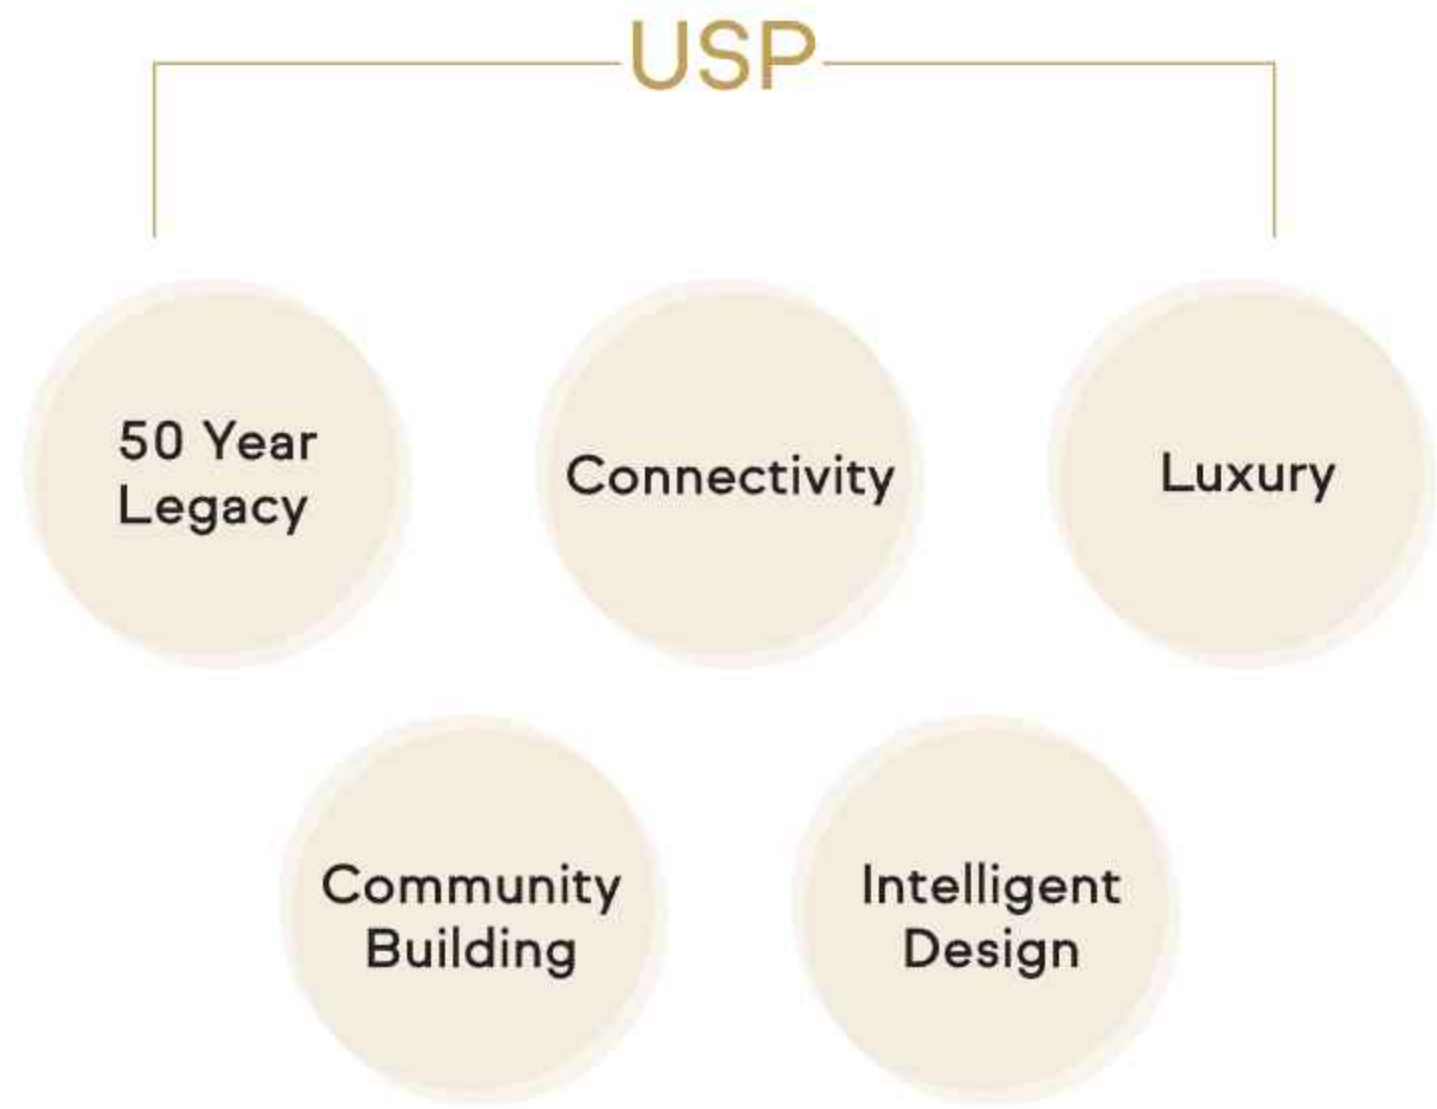 USP
50 Year
Legacy
Connectivity
Luxury
Community
Building
Intelligent
Design